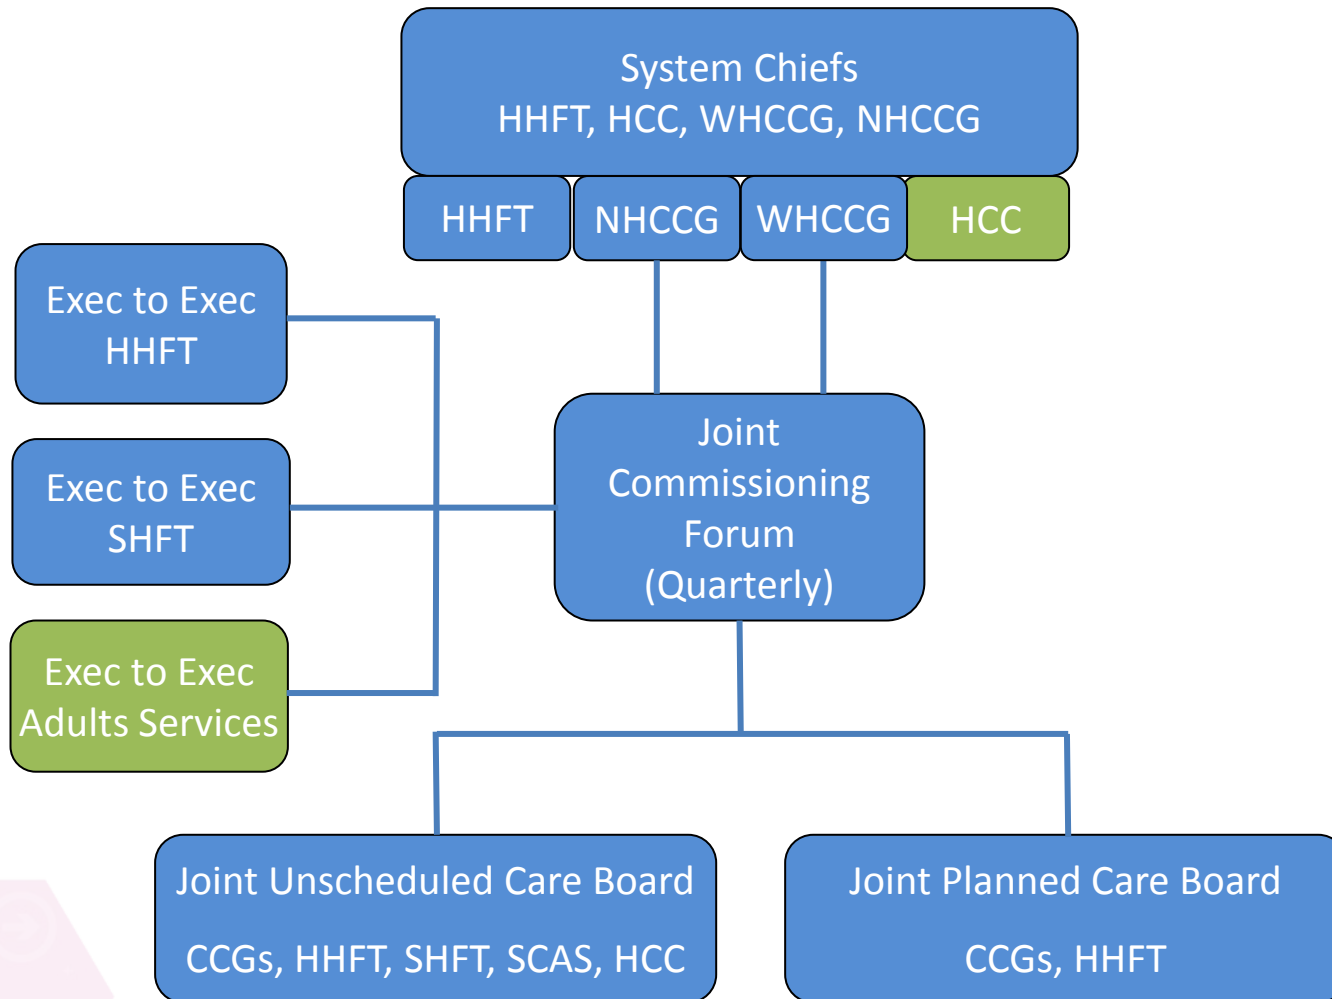 System Chiefs
HHFT, HCC, WHCCG, NHCCG
HHFT
NHCCG
WHCCG
HCC
Exec to Exec
HHFT
Exec to Exec
SHFT
Exec to Exec
Adults Services
Joint
Commissioning
Forum
(Quarterly)
Joint Unscheduled Care Board
CCGs, HHFT, SHFT, SCAS, HCC
Joint Planned Care Board
CCGs, HHFT